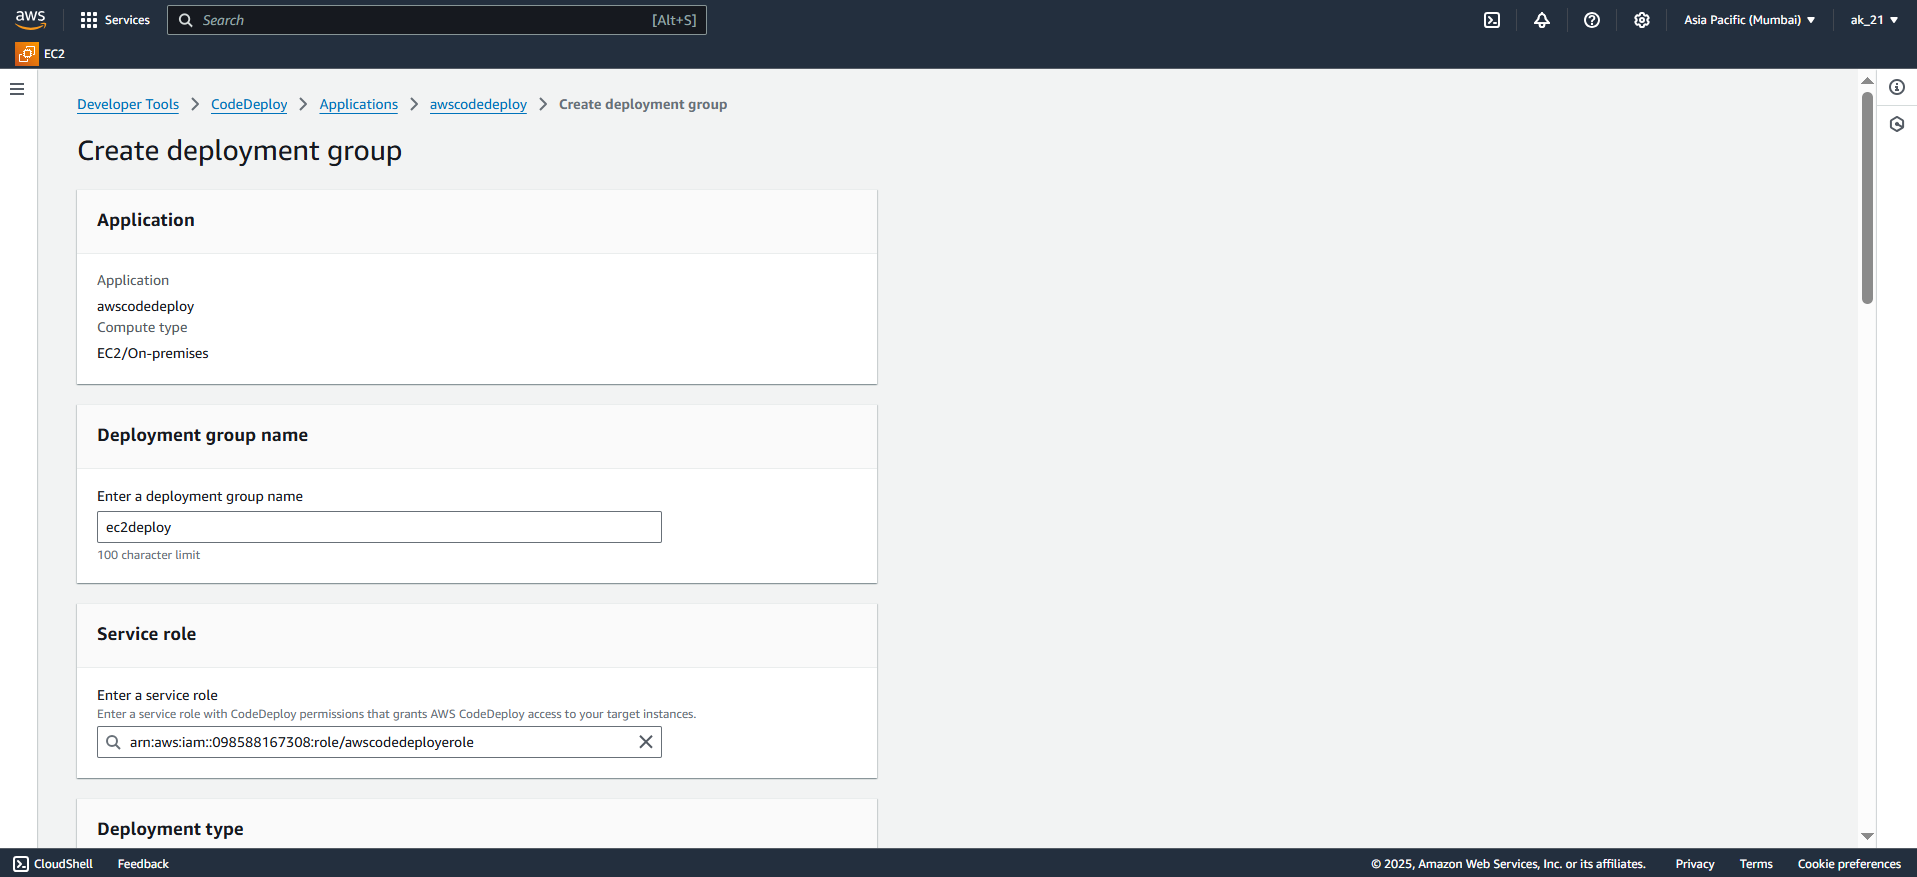 aws
Services
Search [Alt+S]
Asia Pacific (Mumbai)
ak_21
EC2
Developer Tools > CodeDeploy > Applications > awscodedeploy > Create deployment group
Create deployment group
Application
Application
awscodedeploy
Compute type
EC2/On-premises
Deployment group name
Enter a deployment group name
ec2deploy
100 character limit
Service role
Enter a service role
Enter a service role with CodeDeploy permissions that grants AWS CodeDeploy access to your target instances.
arn:aws:iam::098588167308:role/awscodedeployerole
Deployment type
CloudShell Feedback © 2025, Amazon Web Services, Inc. or its affiliates. Privacy Terms Cookie preferences